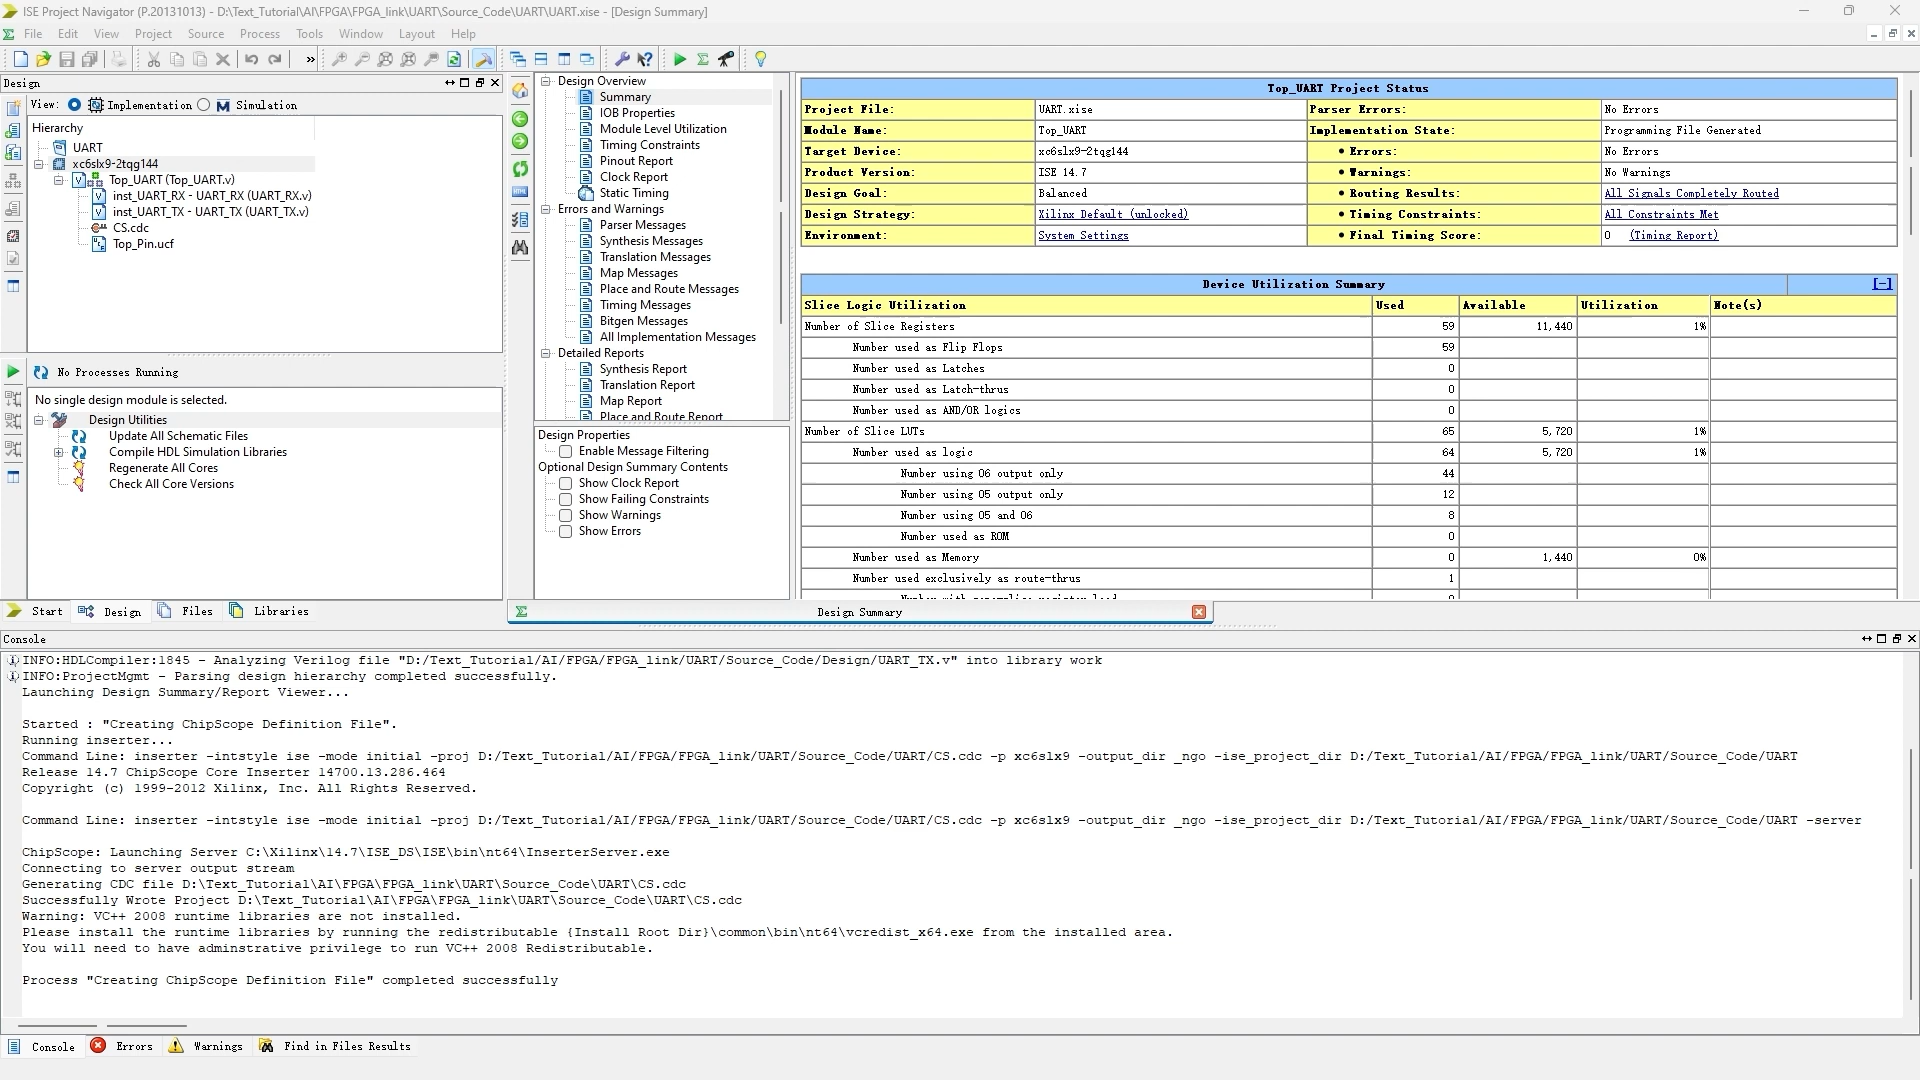 ISE Project Navigator (P.20131013) - D:\Text_Tutorial\AI\FPGA\FPGA_link\UART\Source_Code\UART\UART.xise - [Design Summary]
File Edit View Project Source Process Tools Window Layout Help
Design
View: Implementation Simulation
Hierarchy
UART
xc6slx9-2tqg144
Top_UART (Top_UART.v)
inst_UART_RX - UART_RX (UART_RX.v)
inst_UART_TX - UART_TX (UART_TX.v)
CS.cdc
Top_Pin.ucf
No Processes Running
No single design module is selected.
Design Utilities
Update All Schematic Files
Compile HDL Simulation Libraries
Regenerate All Cores
Check All Core Versions
Start Design Files Libraries
Design Overview
Summary
IOB Properties
Module Level Utilization
Timing Constraints
Pinout Report
Clock Report
Static Timing
Errors and Warnings
Parser Messages
Synthesis Messages
Translation Messages
Map Messages
Place and Route Messages
Timing Messages
Bitgen Messages
All Implementation Messages
Detailed Reports
Synthesis Report
Translation Report
Map Report
Place and Route Report
Design Properties
Enable Message Filtering
Optional Design Summary Contents
Show Clock Report
Show Failing Constraints
Show Warnings
Show Errors
Top_UART Project Status
Project File: UART.xise Parser Errors: No Errors
Module Name: Top_UART Implementation State: Programming File Generated
Target Device: xc6slx9-2tqg144 • Errors: No Errors
Product Version: ISE 14.7 • Warnings: No Warnings
Design Goal: Balanced • Routing Results: All Signals Completely Routed
Design Strategy: Xilinx Default (unlocked) • Timing Constraints: All Constraints Met
Environment: System Settings • Final Timing Score: 0 (Timing Report)
Device Utilization Summary [-]
Slice Logic Utilization Used Available Utilization Note(s)
Number of Slice Registers 59 11,440 1%
Number used as Flip Flops 59
Number used as Latches 0
Number used as Latch-thrus 0
Number used as AND/OR logics 0
Number of Slice LUTs 65 5,720 1%
Number used as logic 64 5,720 1%
Number using O6 output only 44
Number using O5 output only 12
Number using O5 and O6 8
Number used as ROM 0
Number used as Memory 0 1,440 0%
Number used exclusively as route-thrus 1
Design Summary
Console
INFO:HDLCompiler:1845 - Analyzing Verilog file "D:/Text_Tutorial/AI/FPGA/FPGA_link/UART/Source_Code/Design/UART_TX.v" into library work
INFO:ProjectMgmt - Parsing design hierarchy completed successfully.
Launching Design Summary/Report Viewer...
Started : "Creating ChipScope Definition File".
Running inserter...
Command Line: inserter -intstyle ise -mode initial -proj D:/Text_Tutorial/AI/FPGA/FPGA_link/UART/Source_Code/UART/CS.cdc -p xc6slx9 -output_dir _ngo -ise_project_dir D:/Text_Tutorial/AI/FPGA/FPGA_link/UART/Source_Code/UART
Release 14.7 ChipScope Core Inserter 14700.13.286.464
Copyright (c) 1999-2012 Xilinx, Inc. All Rights Reserved.
Command Line: inserter -intstyle ise -mode initial -proj D:/Text_Tutorial/AI/FPGA/FPGA_link/UART/Source_Code/UART/CS.cdc -p xc6slx9 -output_dir _ngo -ise_project_dir D:/Text_Tutorial/AI/FPGA/FPGA_link/UART/Source_Code/UART -server
ChipScope: Launching Server C:\Xilinx\14.7\ISE_DS\ISE\bin\nt64\InserterServer.exe
Connecting to server output stream
Generating CDC file D:\Text_Tutorial\AI\FPGA\FPGA_link\UART\Source_Code\UART\CS.cdc
Successfully Wrote Project D:\Text_Tutorial\AI\FPGA\FPGA_link\UART\Source_Code\UART\CS.cdc
Warning: VC++ 2008 runtime libraries are not installed.
Please install the runtime libraries by running the redistributable {Install Root Dir}\common\bin\nt64\vcredist_x64.exe from the installed area.
You will need to have adminstrative privilege to run VC++ 2008 Redistributable.
Process "Creating ChipScope Definition File" completed successfully
Console Errors Warnings Find in Files Results